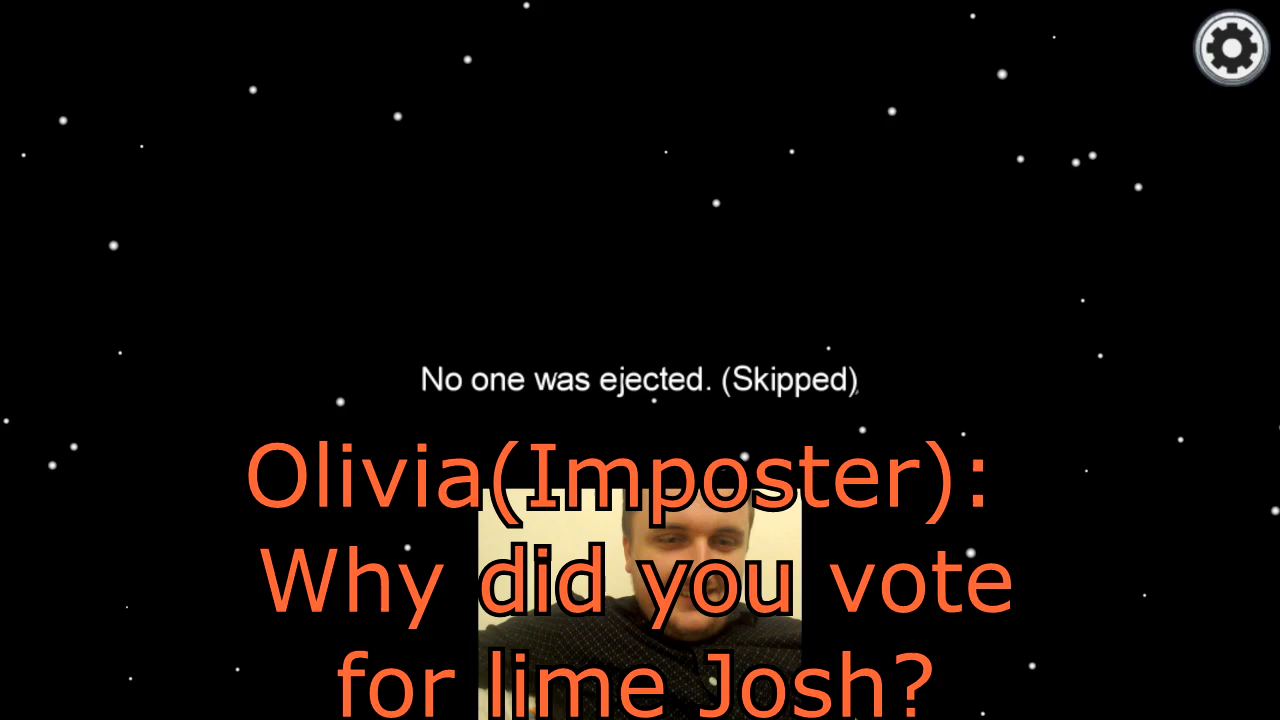 No one was ejected. (Skipped)
Olivia(Imposter):
Why did you vote
for lime Josh?